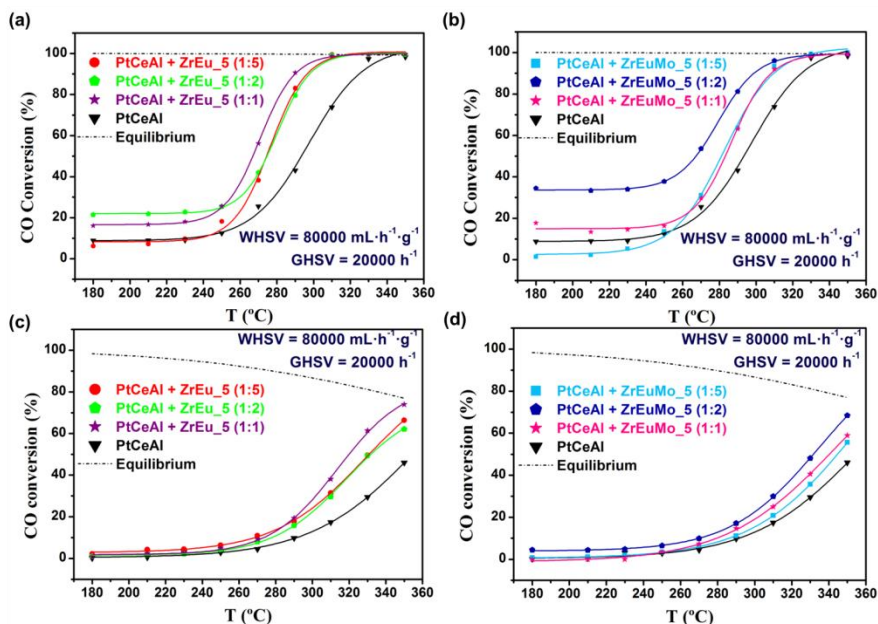 (a)
CO Conversion (%)
100
80
60
40
20
0
PtCeAl + ZrEu_5 (1:5)
PtCeAl + ZrEu_5 (1:2)
PtCeAl + ZrEu_5 (1:1)
PtCeAl
Equilibrium
WHSV = 80000 mL·h⁻¹·g⁻¹
GHSV = 20000 h⁻¹
180 200 220 240 260 280 300 320 340 360
T (ºC)
(b)
CO Conversion (%)
100
80
60
40
20
0
PtCeAl + ZrEuMo_5 (1:5)
PtCeAl + ZrEuMo_5 (1:2)
PtCeAl + ZrEuMo_5 (1:1)
PtCeAl
Equilibrium
WHSV = 80000 mL·h⁻¹·g⁻¹
GHSV = 20000 h⁻¹
180 200 220 240 260 280 300 320 340 360
T (ºC)
(c)
WHSV = 80000 mL·h⁻¹·g⁻¹
GHSV = 20000 h⁻¹
CO conversion (%)
100
80
60
40
20
0
PtCeAl + ZrEu_5 (1:5)
PtCeAl + ZrEu_5 (1:2)
PtCeAl + ZrEu_5 (1:1)
PtCeAl
Equilibrium
180 200 220 240 260 280 300 320 340 360
T (ºC)
(d)
WHSV = 80000 mL·h⁻¹·g⁻¹
GHSV = 20000 h⁻¹
CO conversion (%)
100
80
60
40
20
0
PtCeAl + ZrEuMo_5 (1:5)
PtCeAl + ZrEuMo_5 (1:2)
PtCeAl + ZrEuMo_5 (1:1)
PtCeAl
Equilibrium
180 200 220 240 260 280 300 320 340 360
T (ºC)